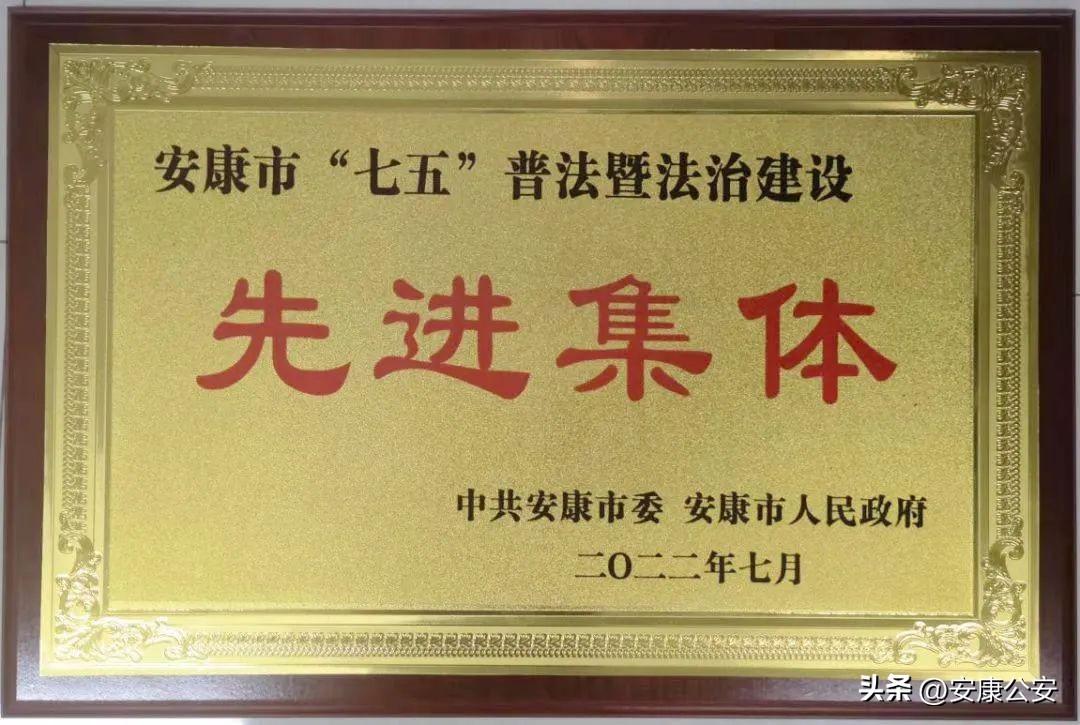 安康市“七五”普法暨法治建设
先进集体
中共安康市委 安康市人民政府
二〇二二年七月
头条 @安康公安